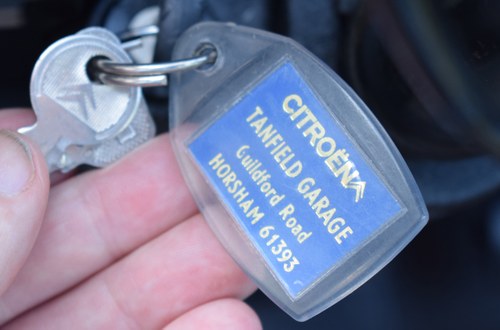 CITROËN
TANFIELD GARAGE
Guildford Road
HORSHAM 61393